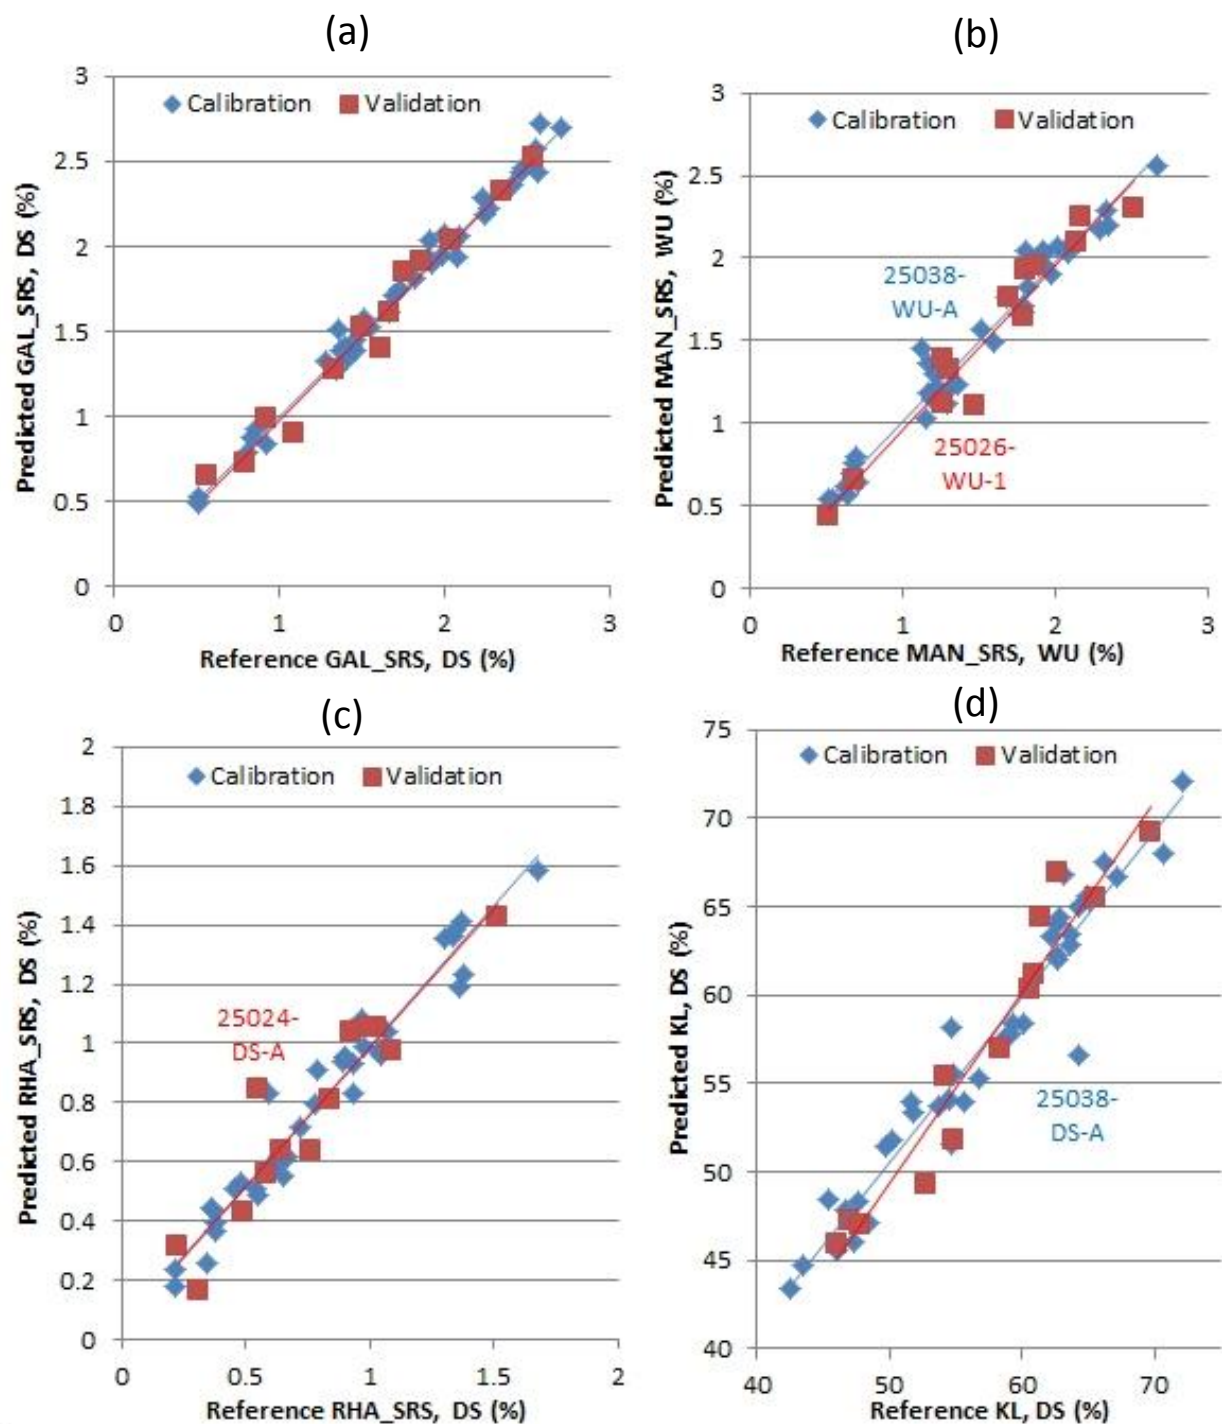 (a)
Calibration Validation
3
2.5
2
1.5
1
0.5
0
0 1 2 3
Predicted GAL_SRS, DS (%)
Reference GAL_SRS, DS (%)
(b)
Calibration Validation
3
2.5
2
1.5
1
0.5
0
0 1 2 3
Predicted MAN_SRS, WU (%)
25038-
WU-A
25026-
WU-1
Reference MAN_SRS, WU (%)
(c)
Calibration Validation
2
1.8
1.6
1.4
1.2
1
0.8
0.6
0.4
0.2
0
0 0.5 1 1.5 2
Predicted RHA_SRS, DS (%)
25024-
DS-A
Reference RHA_SRS, DS (%)
(d)
Calibration Validation
75
70
65
60
55
50
45
40
40 50 60 70
Predicted KL, DS (%)
25038-
DS-A
Reference KL, DS (%)